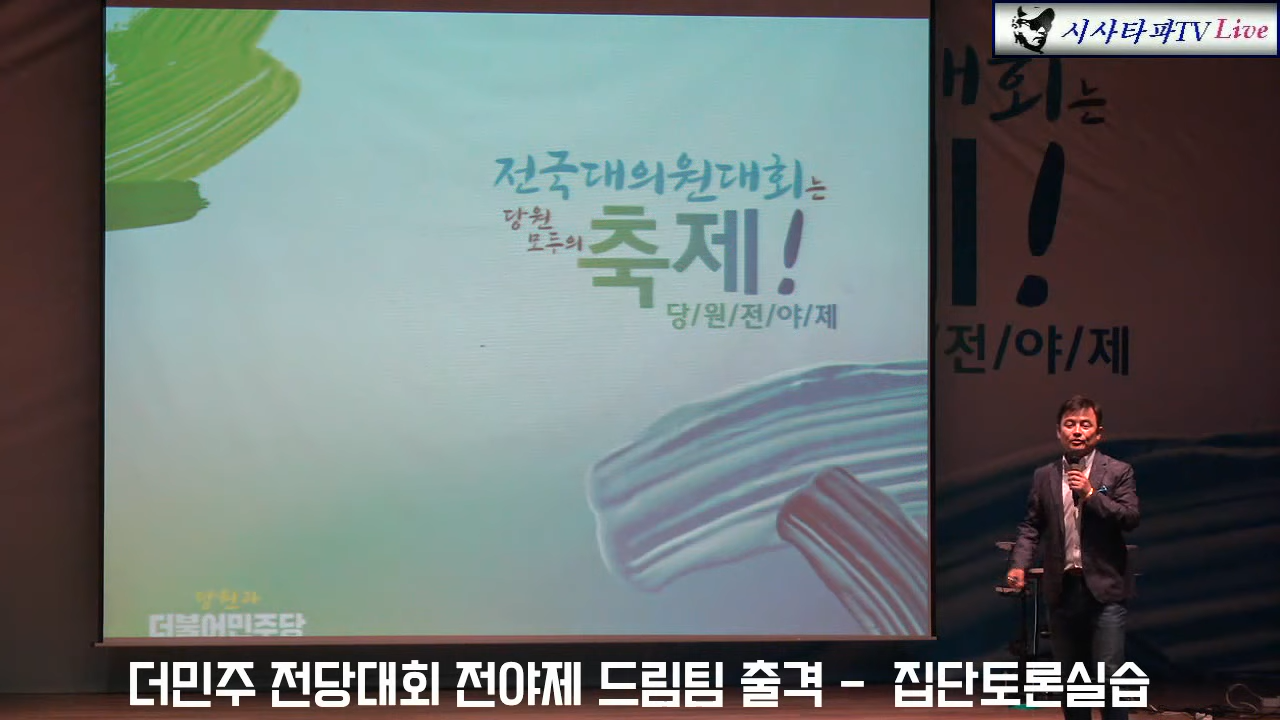 시사타파TV Live
대회는
전국대의원대회는
당원
모두의
축제!
당/원/전/야/제
!
/전/야/제
당원과
더불어민주당
더민주 전당대회 전야제 드림팀 출격 - 집단토론실습